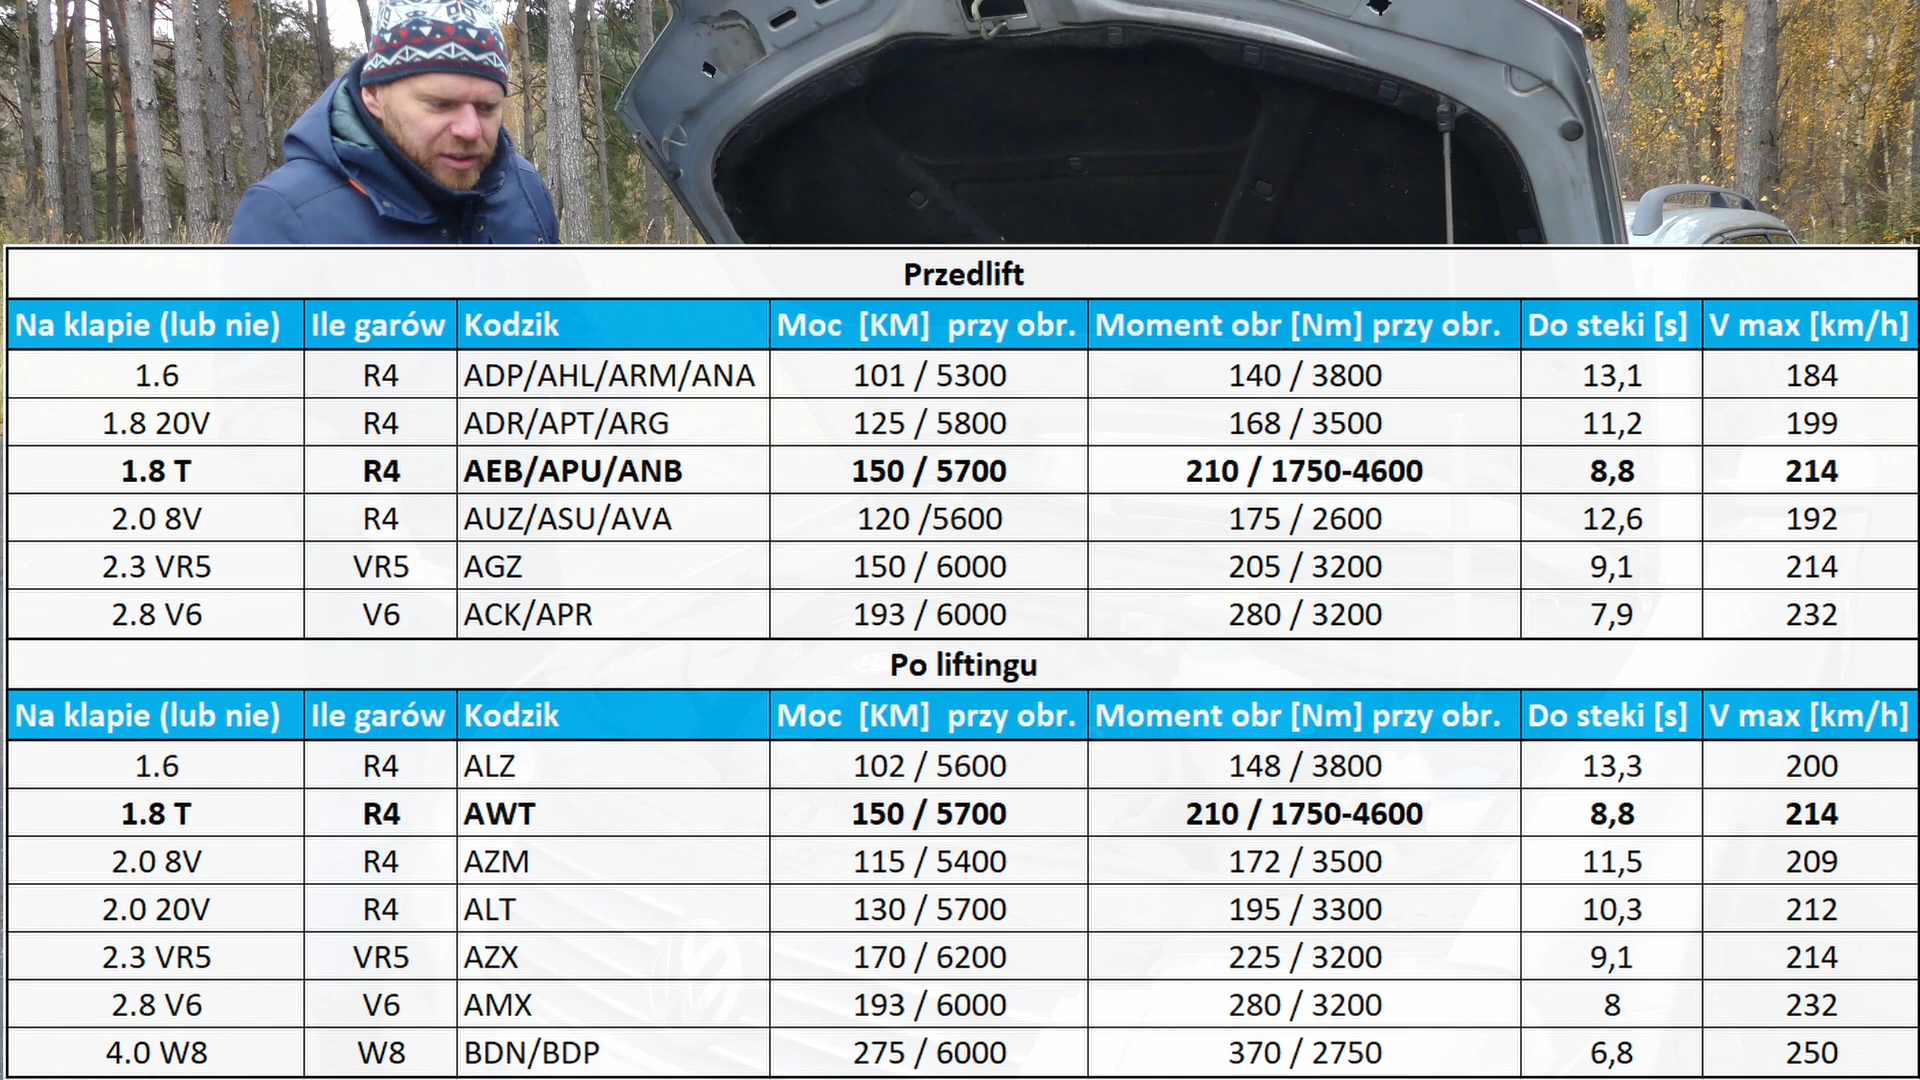 Przedlift
Na klapie (lub nie) Ile garów Kodzik Moc [KM] przy obr. Moment obr [Nm] przy obr. Do steki [s] V max [km/h]
1.6 R4 ADP/AHL/ARM/ANA 101 / 5300 140 / 3800 13,1 184
1.8 20V R4 ADR/APT/ARG 125 / 5800 168 / 3500 11,2 199
1.8 T R4 AEB/APU/ANB 150 / 5700 210 / 1750-4600 8,8 214
2.0 8V R4 AUZ/ASU/AVA 120 /5600 175 / 2600 12,6 192
2.3 VR5 VR5 AGZ 150 / 6000 205 / 3200 9,1 214
2.8 V6 V6 ACK/APR 193 / 6000 280 / 3200 7,9 232
Po liftingu
Na klapie (lub nie) Ile garów Kodzik Moc [KM] przy obr. Moment obr [Nm] przy obr. Do steki [s] V max [km/h]
1.6 R4 ALZ 102 / 5600 148 / 3800 13,3 200
1.8 T R4 AWT 150 / 5700 210 / 1750-4600 8,8 214
2.0 8V R4 AZM 115 / 5400 172 / 3500 11,5 209
2.0 20V R4 ALT 130 / 5700 195 / 3300 10,3 212
2.3 VR5 VR5 AZX 170 / 6200 225 / 3200 9,1 214
2.8 V6 V6 AMX 193 / 6000 280 / 3200 8 232
4.0 W8 W8 BDN/BDP 275 / 6000 370 / 2750 6,8 250